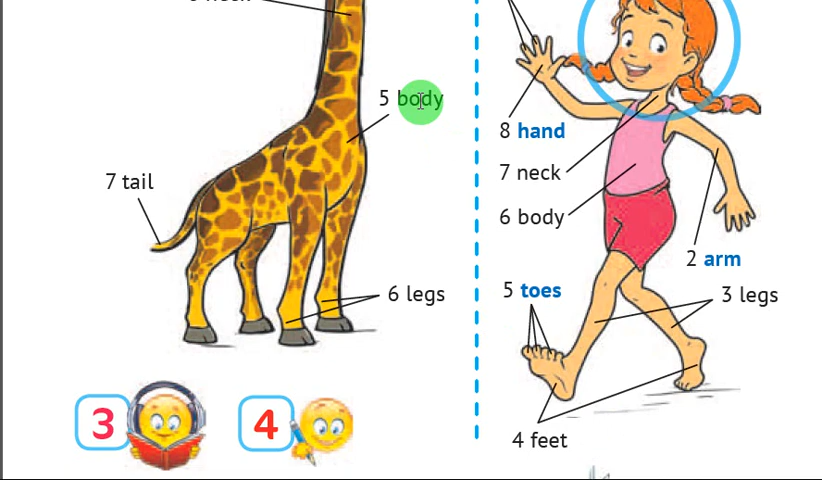 5 body
7 tail
6 legs
3
4
8 hand
7 neck
6 body
2 arm
5 toes
3 legs
4 feet